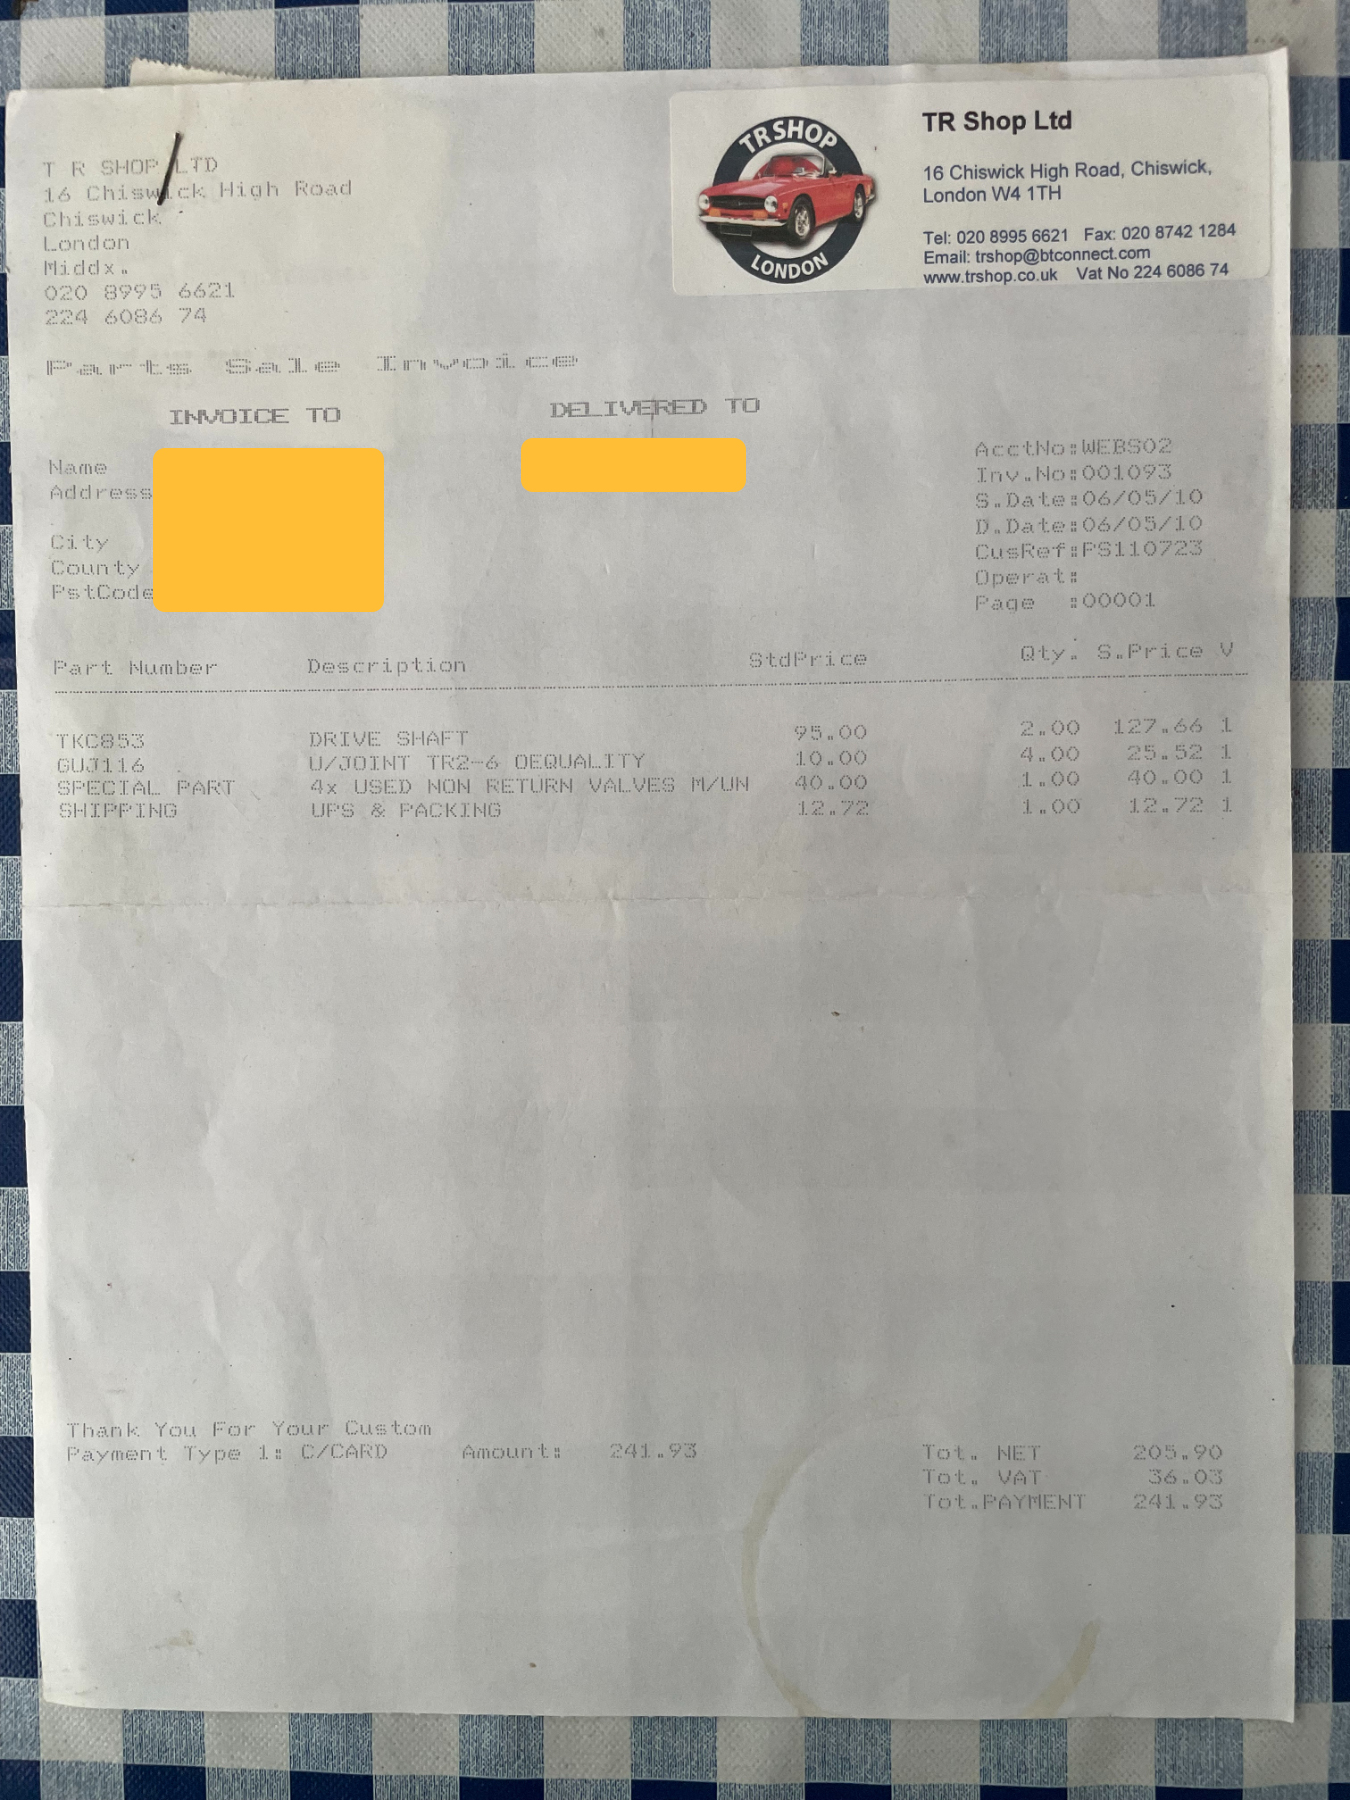 T R SHOP LTD
16 Chiswick High Road
Chiswick
London
Middx.
020 8995 6621
224 6086 74
TR SHOP
LONDON
TR Shop Ltd
16 Chiswick High Road, Chiswick,
London W4 1TH
Tel: 020 8995 6621 Fax: 020 8742 1284
Email: trshop@btconnect.com
www.trshop.co.uk Vat No 224 6086 74
Parts Sale Invoice
INVOICE TO DELIVERED TO
Name
Address
City
County
PstCode
AcctNo:WEBS02
Inv.No:001093
S.Date:06/05/10
D.Date:06/05/10
CusRef:PS110723
Operat:
Page :00001
Part Number Description StdPrice Qty. S.Price V
TKC853 DRIVE SHAFT 95.00 2.00 127.66 1
GUJ116 U/JOINT TR2-6 OEQUALITY 10.00 4.00 25.52 1
SPECIAL PART 4x USED NON RETURN VALVES M/UN 40.00 1.00 40.00 1
SHIPPING UPS & PACKING 12.72 1.00 12.72 1
Thank You For Your Custom
Payment Type 1: C/CARD Amount: 241.93
Tot. NET 205.90
Tot. VAT 36.03
Tot.PAYMENT 241.93